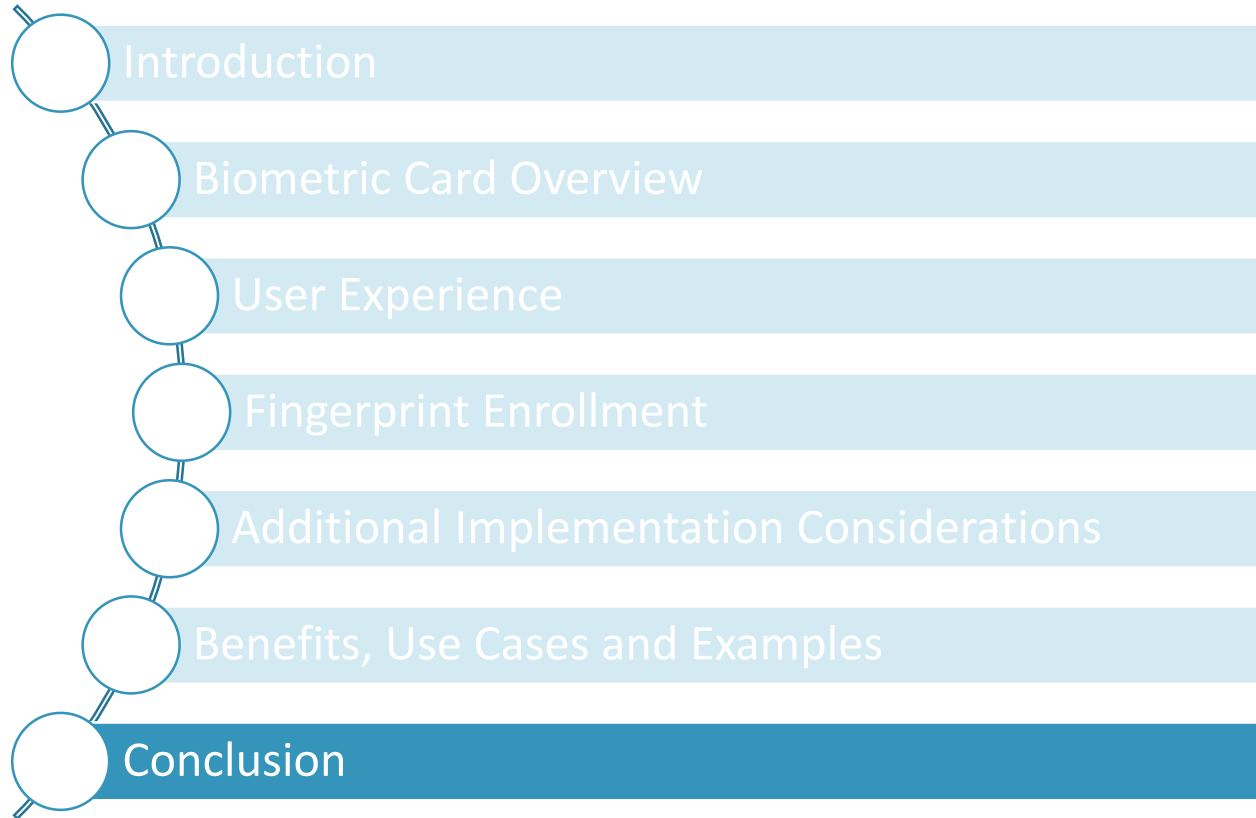 Introduction
Biometric Card Overview
User Experience
Fingerprint Enrollment
Additional Implementation Considerations
Benefits, Use Cases and Examples
Conclusion